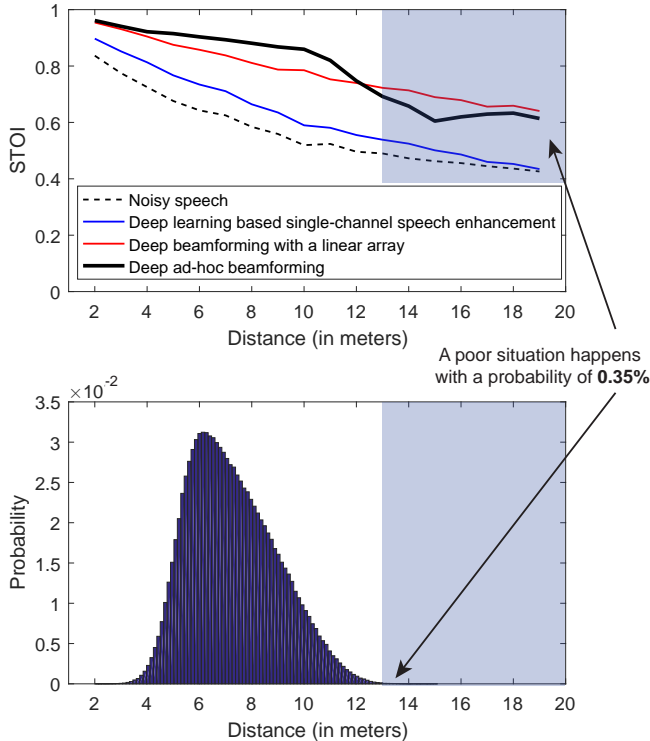 1
0.8
0.6
0.4
0.2
0
STOI
Noisy speech
Deep learning based single-channel speech enhancement
Deep beamforming with a linear array
Deep ad-hoc beamforming
2 4 6 8 10 12 14 16 18 20
Distance (in meters)
A poor situation happens
with a probability of 0.35%
×10⁻²
3.5
3
2.5
2
1.5
1
0.5
0
Probability
2 4 6 8 10 12 14 16 18 20
Distance (in meters)